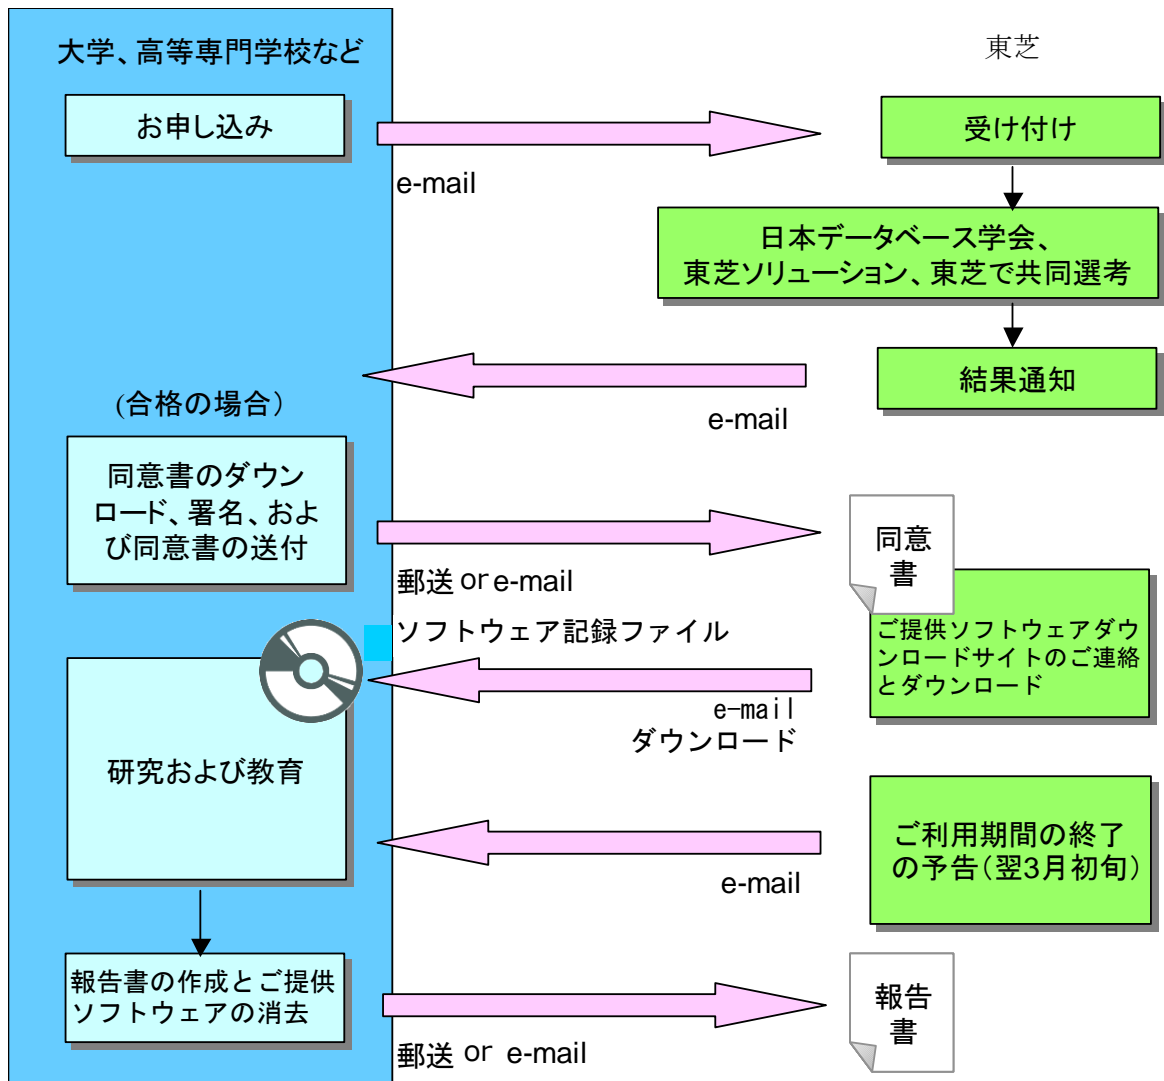 大学、高等専門学校など
東芝
お申し込み
受け付け
e-mail
日本データベース学会、
東芝ソリューション、東芝で共同選考
結果通知
e-mail
(合格の場合）
同意書のダウン
ロード、署名、およ
び同意書の送付
同意
書
郵送 or e-mail
ソフトウェア記録ファイル
ご提供ソフトウェアダウ
ンロードサイトのご連絡
とダウンロード
e-mail
ダウンロード
研究および教育
ご利用期間の終了
の予告（翌3月初旬）
e-mail
報告書の作成とご提供
ソフトウェアの消去
報告
書
郵送 or e-mail